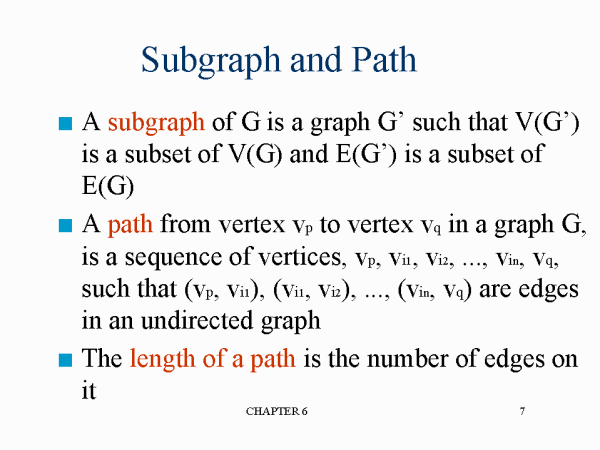 Subgraph and Path
■ A subgraph of G is a graph G’ such that V(G’)
is a subset of V(G) and E(G’) is a subset of
E(G)
■ A path from vertex vp to vertex vq in a graph G,
is a sequence of vertices, vp, vi1, vi2, ..., vin, vq,
such that (vp, vi1), (vi1, vi2), ..., (vin, vq) are edges
in an undirected graph
■ The length of a path is the number of edges on
it
CHAPTER 6 7